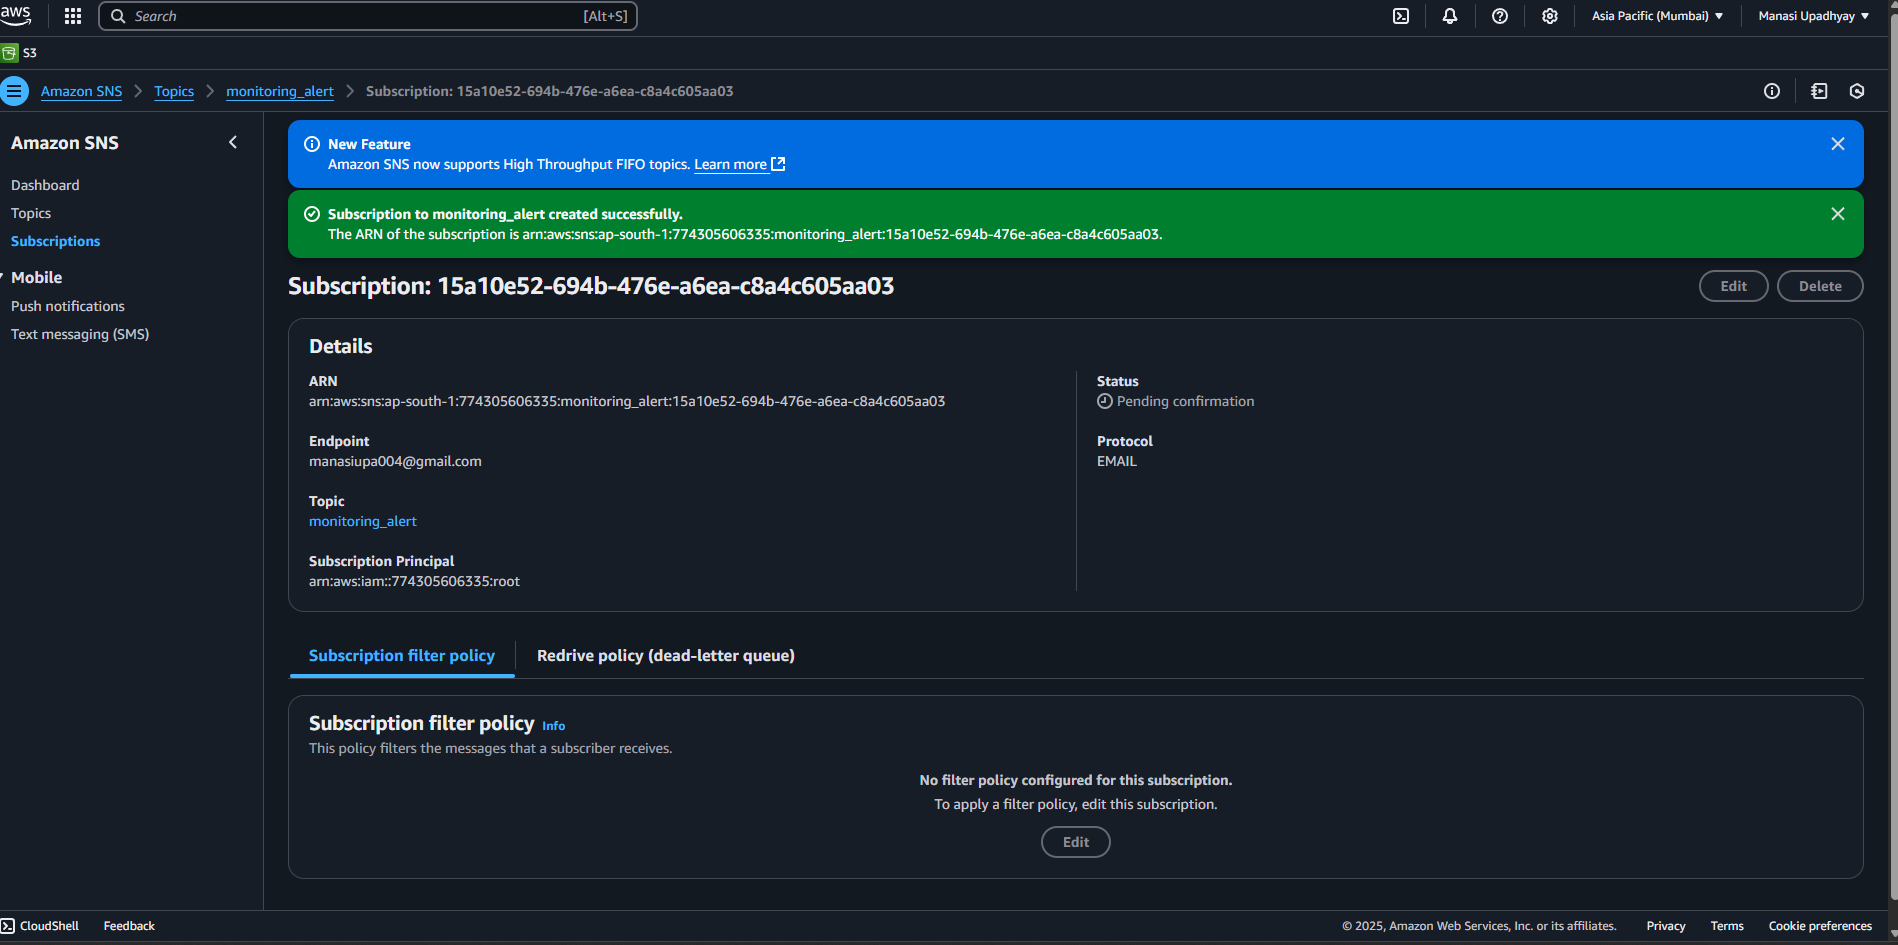 aws
Search
[Alt+S]
Asia Pacific (Mumbai)
Manasi Upadhyay
S3
Amazon SNS
Topics
monitoring_alert
Subscription: 15a10e52-694b-476e-a6ea-c8a4c605aa03
Amazon SNS
Dashboard
Topics
Subscriptions
Mobile
Push notifications
Text messaging (SMS)
New Feature
Amazon SNS now supports High Throughput FIFO topics. Learn more
Subscription to monitoring_alert created successfully.
The ARN of the subscription is arn:aws:sns:ap-south-1:774305606335:monitoring_alert:15a10e52-694b-476e-a6ea-c8a4c605aa03.
Subscription: 15a10e52-694b-476e-a6ea-c8a4c605aa03
Edit
Delete
Details
ARN
arn:aws:sns:ap-south-1:774305606335:monitoring_alert:15a10e52-694b-476e-a6ea-c8a4c605aa03
Endpoint
manasiupa004@gmail.com
Topic
monitoring_alert
Subscription Principal
arn:aws:iam::774305606335:root
Status
Pending confirmation
Protocol
EMAIL
Subscription filter policy
Redrive policy (dead-letter queue)
Subscription filter policy Info
This policy filters the messages that a subscriber receives.
No filter policy configured for this subscription.
To apply a filter policy, edit this subscription.
Edit
CloudShell
Feedback
© 2025, Amazon Web Services, Inc. or its affiliates.
Privacy
Terms
Cookie preferences